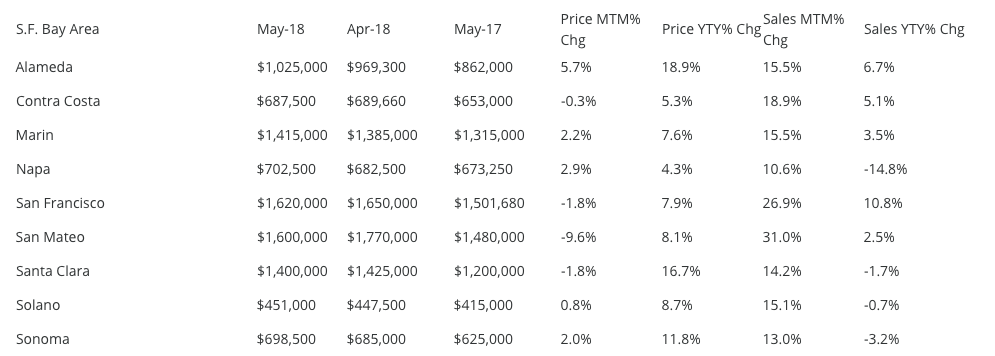 S.F. Bay Area May-18 Apr-18 May-17 Price MTM% Chg Price YTY% Chg Sales MTM% Chg Sales YTY% Chg
Alameda $1,025,000 $969,300 $862,000 5.7% 18.9% 15.5% 6.7%
Contra Costa $687,500 $689,660 $653,000 -0.3% 5.3% 18.9% 5.1%
Marin $1,415,000 $1,385,000 $1,315,000 2.2% 7.6% 15.5% 3.5%
Napa $702,500 $682,500 $673,250 2.9% 4.3% 10.6% -14.8%
San Francisco $1,620,000 $1,650,000 $1,501,680 -1.8% 7.9% 26.9% 10.8%
San Mateo $1,600,000 $1,770,000 $1,480,000 -9.6% 8.1% 31.0% 2.5%
Santa Clara $1,400,000 $1,425,000 $1,200,000 -1.8% 16.7% 14.2% -1.7%
Solano $451,000 $447,500 $415,000 0.8% 8.7% 15.1% -0.7%
Sonoma $698,500 $685,000 $625,000 2.0% 11.8% 13.0% -3.2%